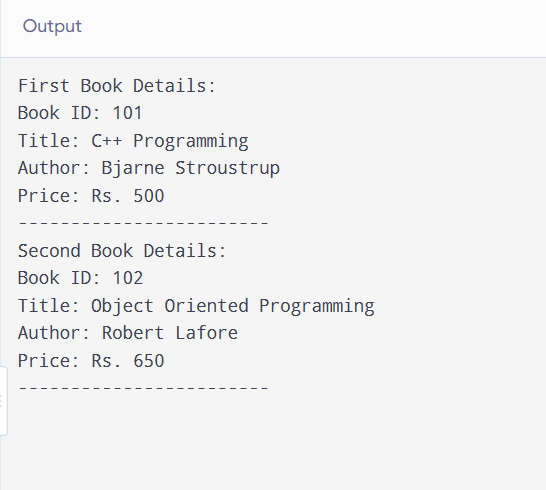 Output
First Book Details:
Book ID: 101
Title: C++ Programming
Author: Bjarne Stroustrup
Price: Rs. 500
------------------------
Second Book Details:
Book ID: 102
Title: Object Oriented Programming
Author: Robert Lafore
Price: Rs. 650
------------------------